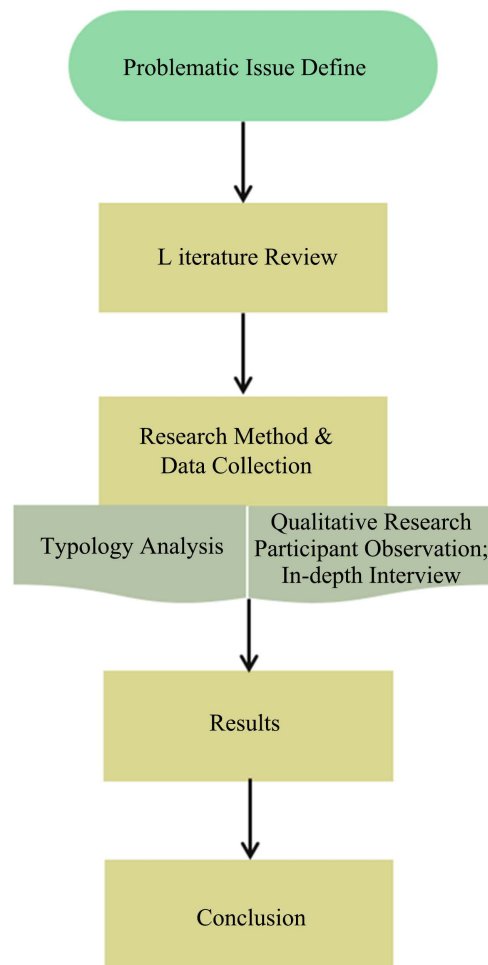 Problematic Issue Define
L iterature Review
Research Method &
Data Collection
Typology Analysis
Qualitative Research
Participant Observation;
In-depth Interview
Results
Conclusion